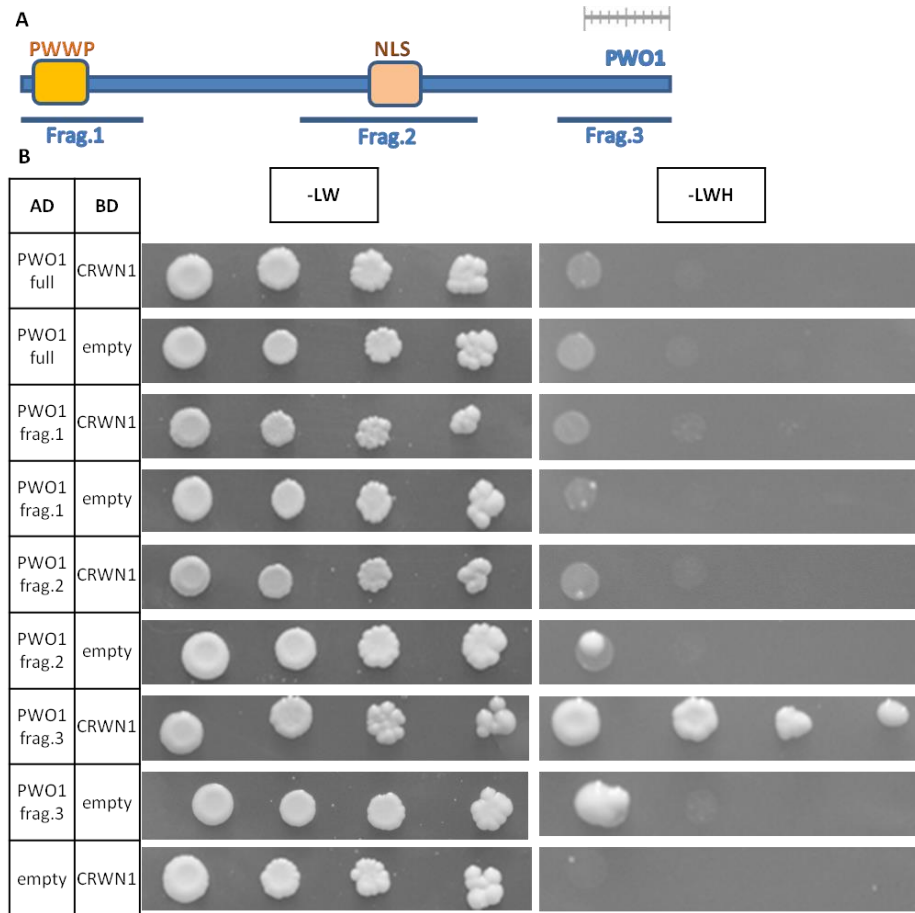 A
PWWP
NLS
PWO1
Frag.1
Frag.2
Frag.3
B
AD BD
-LW
-LWH
PWO1
full
CRWN1
PWO1
full
empty
PWO1
frag.1
CRWN1
PWO1
frag.1
empty
PWO1
frag.2
CRWN1
PWO1
frag.2
empty
PWO1
frag.3
CRWN1
PWO1
frag.3
empty
empty CRWN1